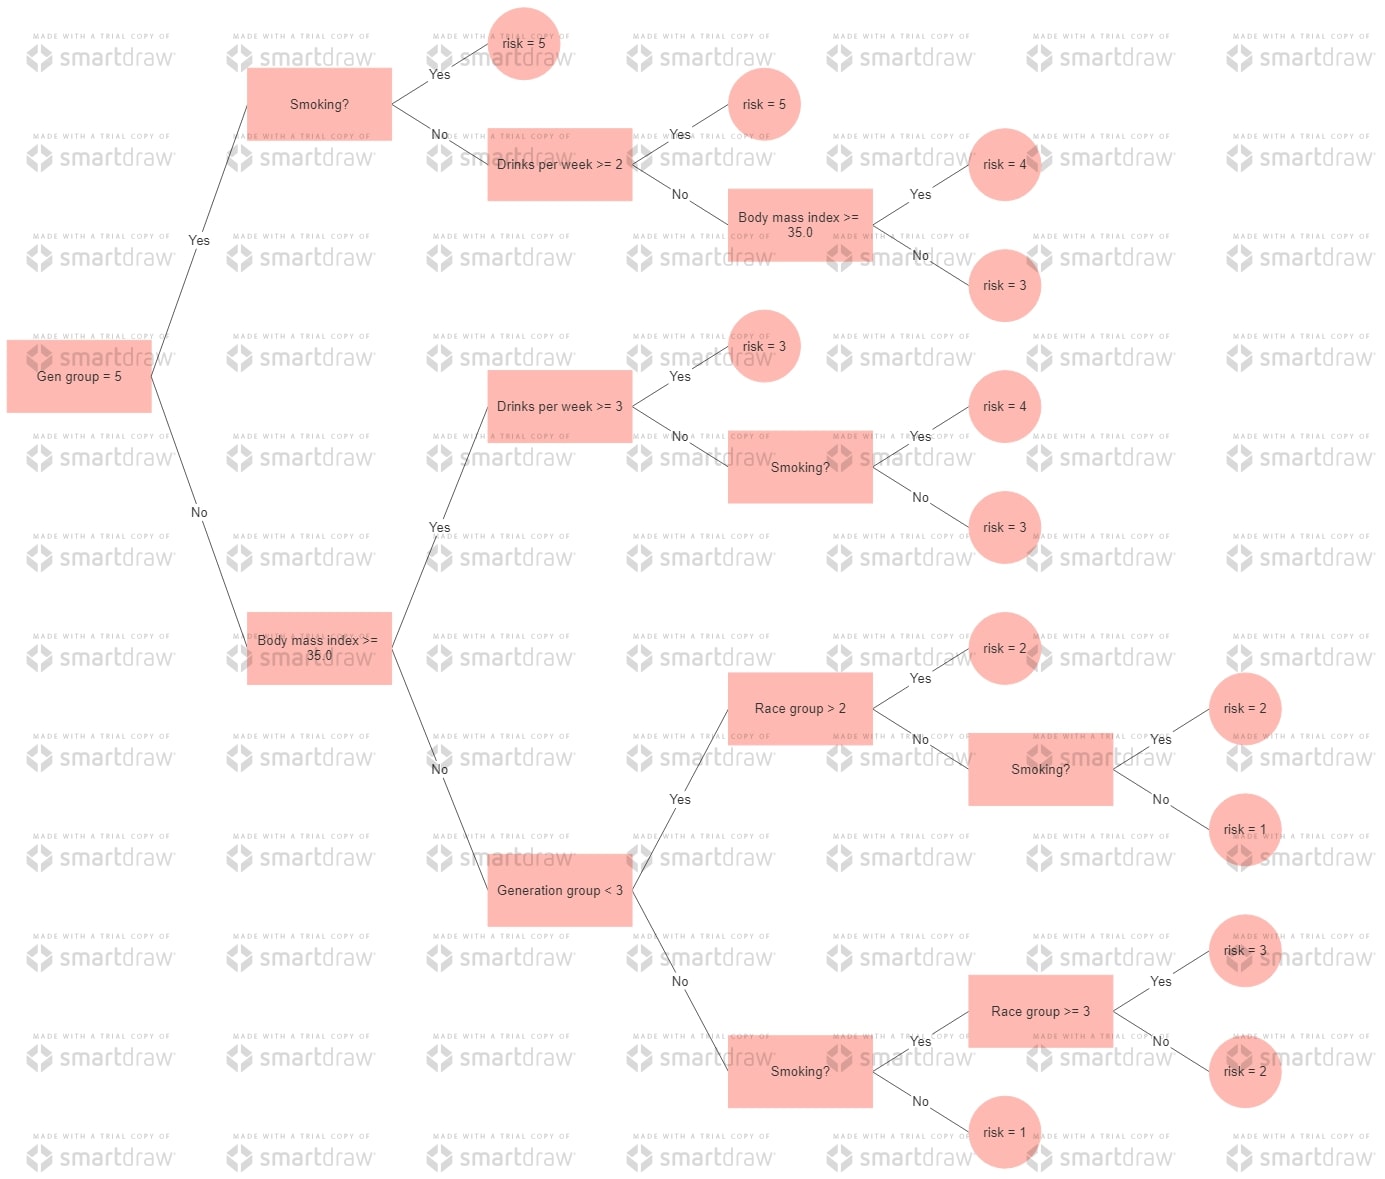 MADE WITH A TRIAL COPY OF
smartdraw
risk = 5
Yes
Smoking?
No
risk = 5
Yes
Drinks per week >= 2
No
risk = 4
Yes
Body mass index >=
35.0
No
risk = 3
Yes
Gen group = 5
No
risk = 3
Yes
Drinks per week >= 3
No
risk = 4
Yes
Smoking?
No
risk = 3
Yes
Body mass index >=
35.0
No
risk = 2
Yes
Race group > 2
No
risk = 2
Yes
Smoking?
No
risk = 1
Yes
Generation group < 3
No
risk = 3
Yes
Race group >= 3
No
risk = 2
Yes
Smoking?
No
risk = 1